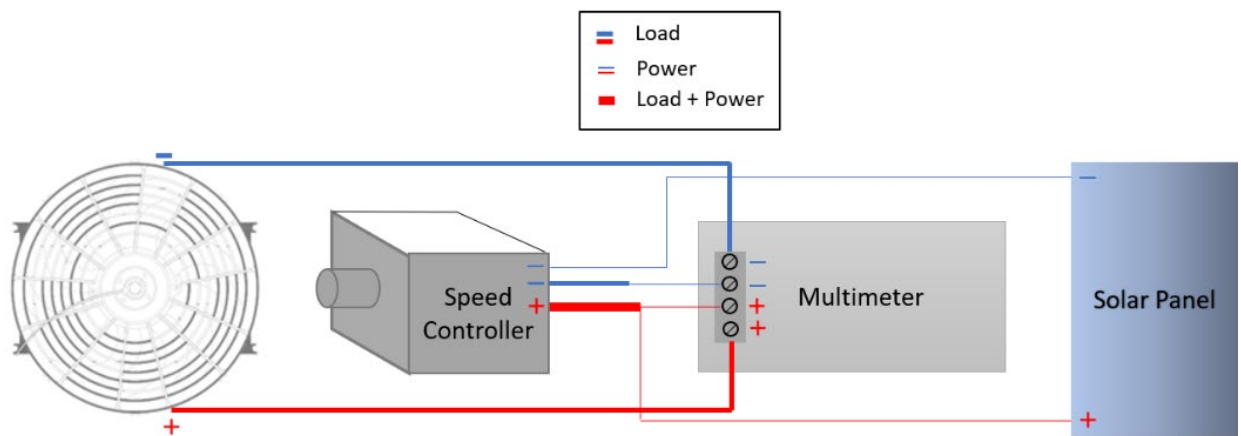 Load
Power
Load + Power
−
−
−
−
Speed
Controller
+
−
−
+
+
Multimeter
Solar Panel
+
+